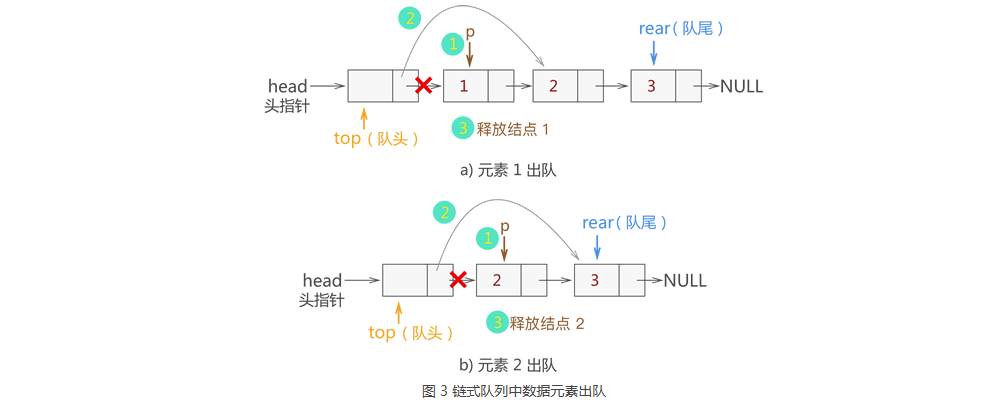 2
p
1
rear(队尾)
head
头指针
1
2
3
NULL
top(队头)
3 释放结点 1
a) 元素 1 出队
2
p
1
rear(队尾)
head
头指针
2
3
NULL
top(队头)
3 释放结点 2
b) 元素 2 出队
图 3 链式队列中数据元素出队